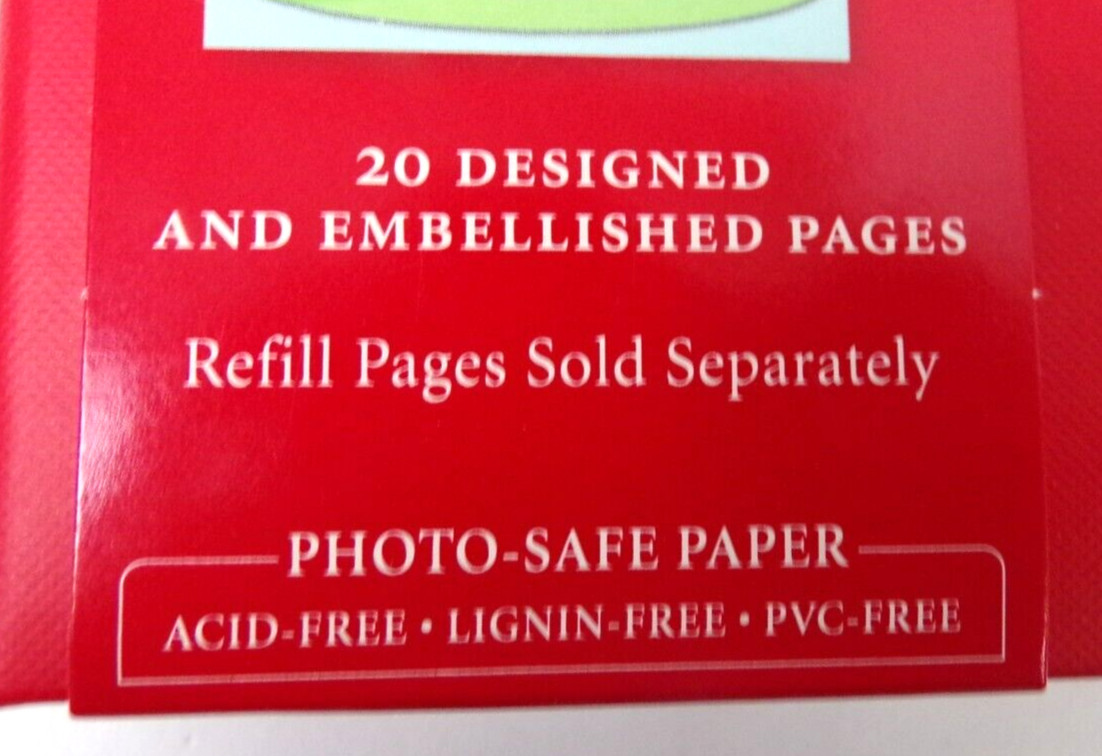 20 DESIGNED
AND EMBELLISHED PAGES
Refill Pages Sold Separately
PHOTO-SAFE PAPER
ACID-FREE • LIGNIN-FREE • PVC-FREE